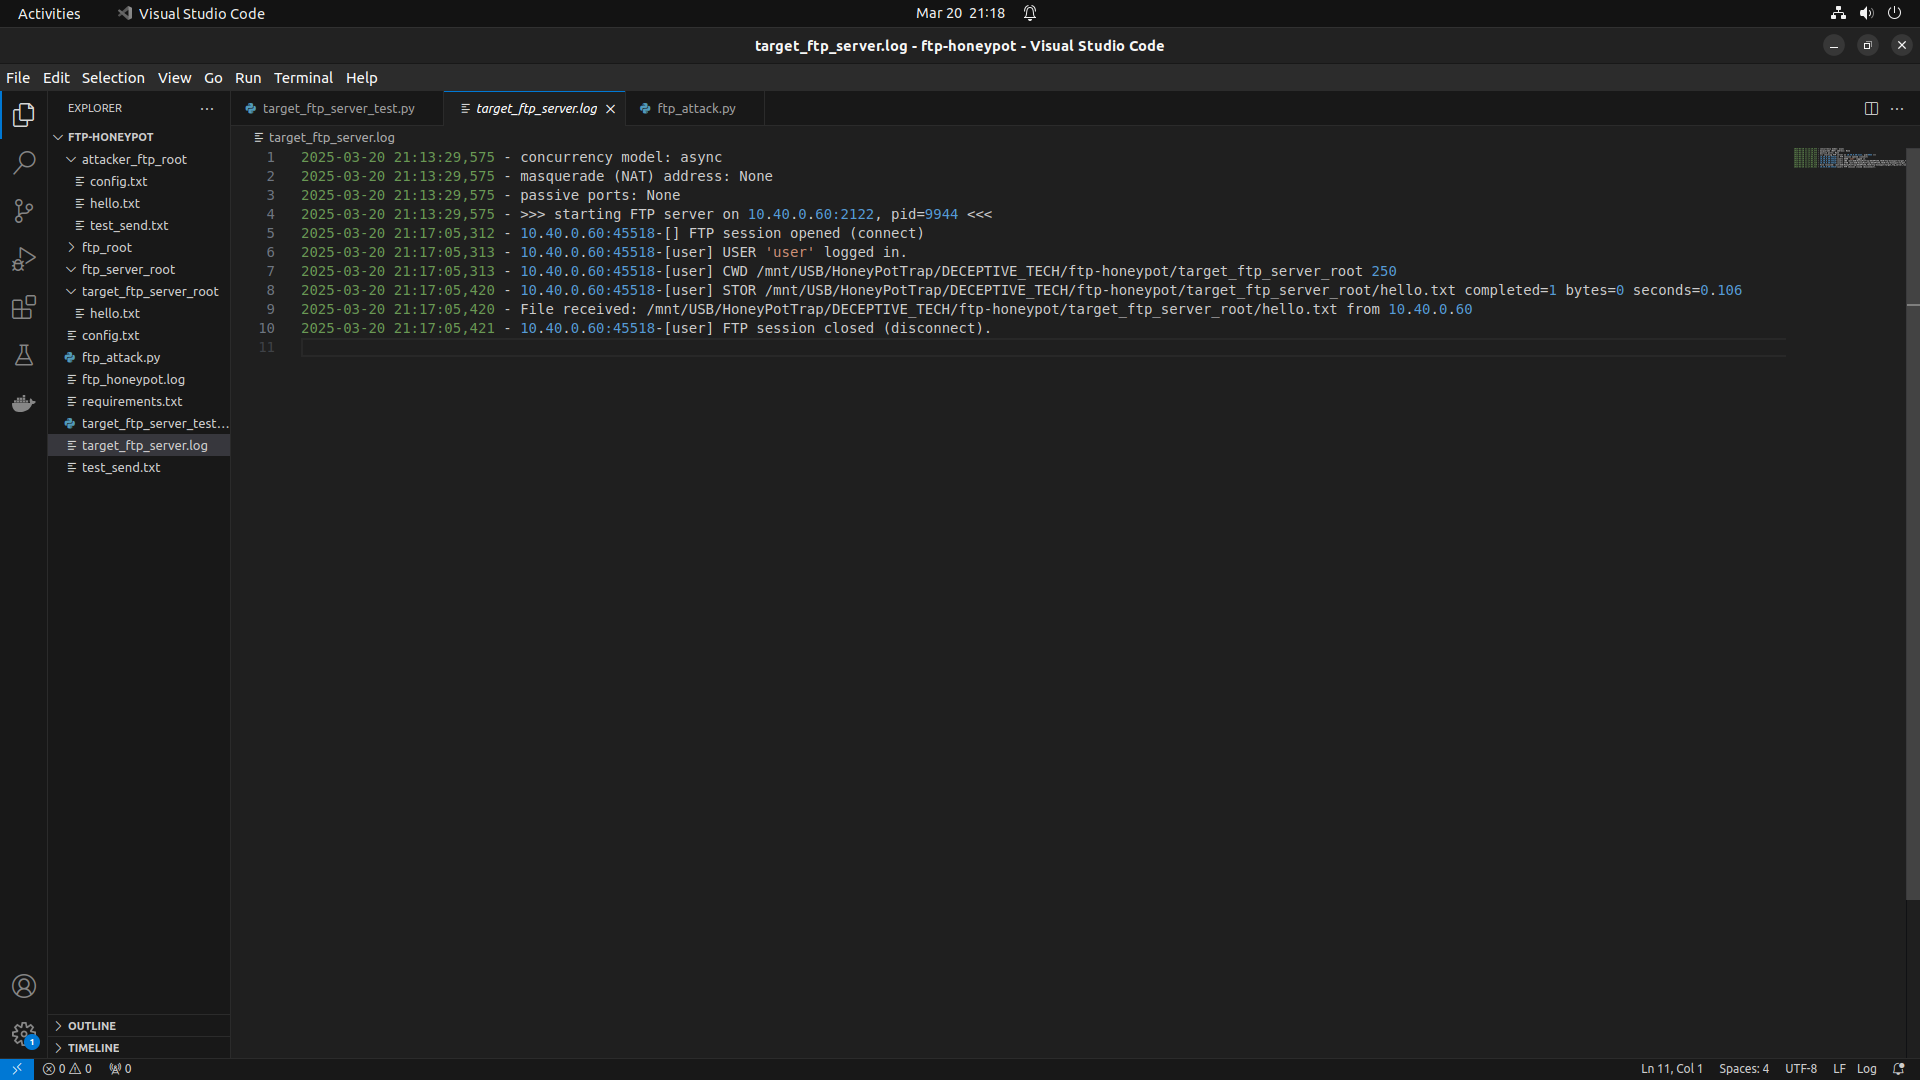 Activities
Visual Studio Code
Mar 20 21:18
target_ftp_server.log - ftp-honeypot - Visual Studio Code
File Edit Selection View Go Run Terminal Help
EXPLORER
FTP-HONEYPOT
attacker_ftp_root
config.txt
hello.txt
test_send.txt
ftp_root
ftp_server_root
target_ftp_server_root
hello.txt
config.txt
ftp_attack.py
ftp_honeypot.log
requirements.txt
target_ftp_server_test...
target_ftp_server.log
test_send.txt
OUTLINE
TIMELINE
target_ftp_server_test.py
target_ftp_server.log
ftp_attack.py
target_ftp_server.log
1 2025-03-20 21:13:29,575 - concurrency model: async
2 2025-03-20 21:13:29,575 - masquerade (NAT) address: None
3 2025-03-20 21:13:29,575 - passive ports: None
4 2025-03-20 21:13:29,575 - >>> starting FTP server on 10.40.0.60:2122, pid=9944 <<<
5 2025-03-20 21:17:05,312 - 10.40.0.60:45518-[] FTP session opened (connect)
6 2025-03-20 21:17:05,313 - 10.40.0.60:45518-[user] USER 'user' logged in.
7 2025-03-20 21:17:05,313 - 10.40.0.60:45518-[user] CWD /mnt/USB/HoneyPotTrap/DECEPTIVE_TECH/ftp-honeypot/target_ftp_server_root 250
8 2025-03-20 21:17:05,420 - 10.40.0.60:45518-[user] STOR /mnt/USB/HoneyPotTrap/DECEPTIVE_TECH/ftp-honeypot/target_ftp_server_root/hello.txt completed=1 bytes=0 seconds=0.106
9 2025-03-20 21:17:05,420 - File received: /mnt/USB/HoneyPotTrap/DECEPTIVE_TECH/ftp-honeypot/target_ftp_server_root/hello.txt from 10.40.0.60
10 2025-03-20 21:17:05,421 - 10.40.0.60:45518-[user] FTP session closed (disconnect).
11
1
0 0 0
Ln 11, Col 1 Spaces: 4 UTF-8 LF Log